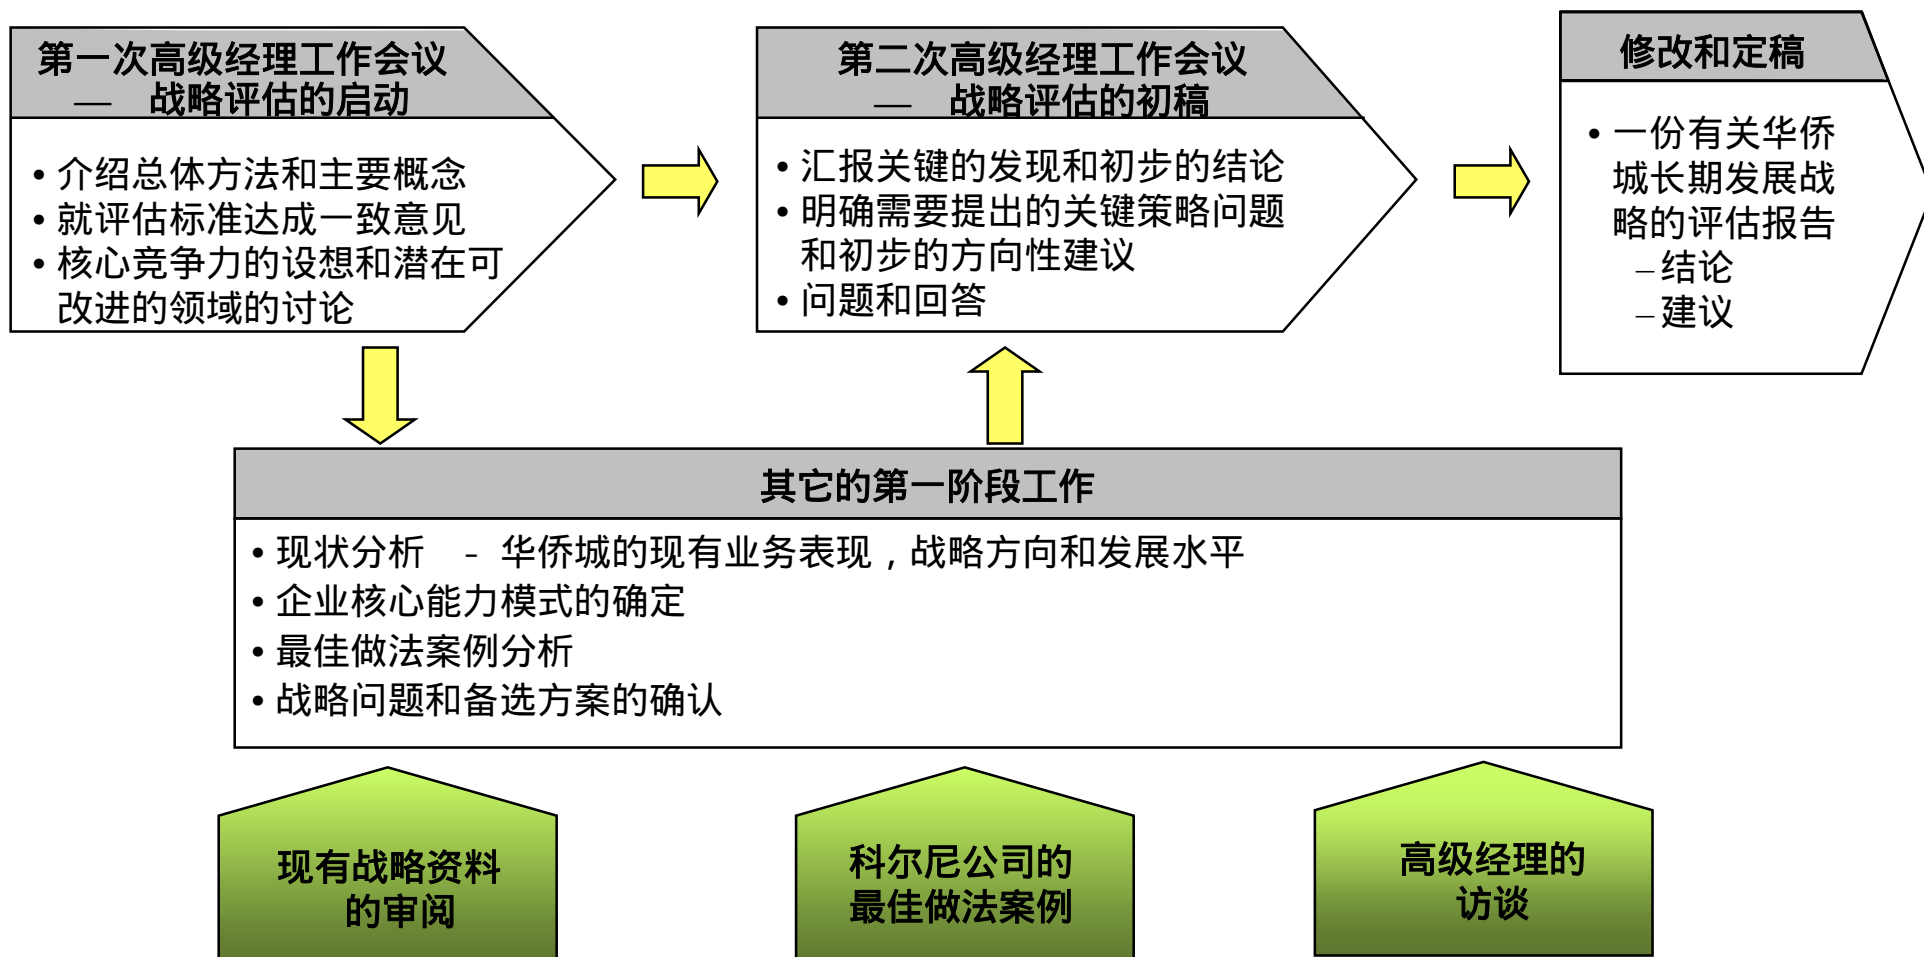 第一次高级经理工作会议
— 战略评估的启动
• 介绍总体方法和主要概念
• 就评估标准达成一致意见
• 核心竞争力的设想和潜在可
改进的领域的讨论
第二次高级经理工作会议
— 战略评估的初稿
• 汇报关键的发现和初步的结论
• 明确需要提出的关键策略问题
和初步的方向性建议
• 问题和回答
修改和定稿
• 一份有关华侨
城长期发展战
略的评估报告
– 结论
– 建议
其它的第一阶段工作
• 现状分析 - 华侨城的现有业务表现，战略方向和发展水平
• 企业核心能力模式的确定
• 最佳做法案例分析
• 战略问题和备选方案的确认
现有战略资料
的审阅
科尔尼公司的
最佳做法案例
高级经理的
访谈